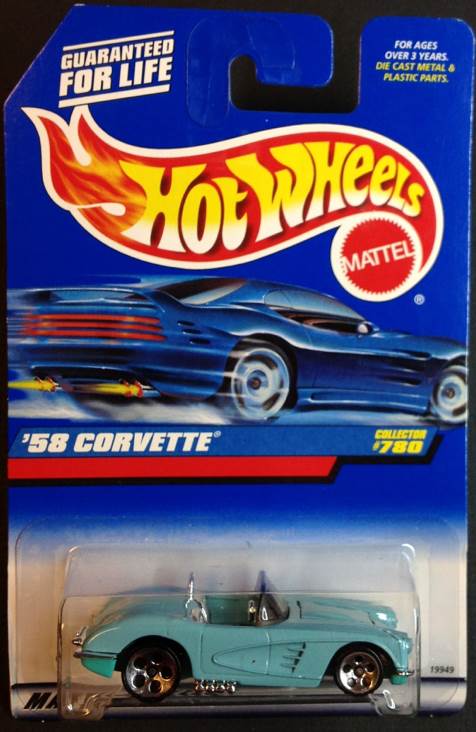 GUARANTEED
FOR LIFE
FOR AGES
OVER 3 YEARS.
DIE CAST METAL &
PLASTIC PARTS.
HOT WHEELS
MATTEL
®
'58 CORVETTE®
COLLECTOR
#780
19949